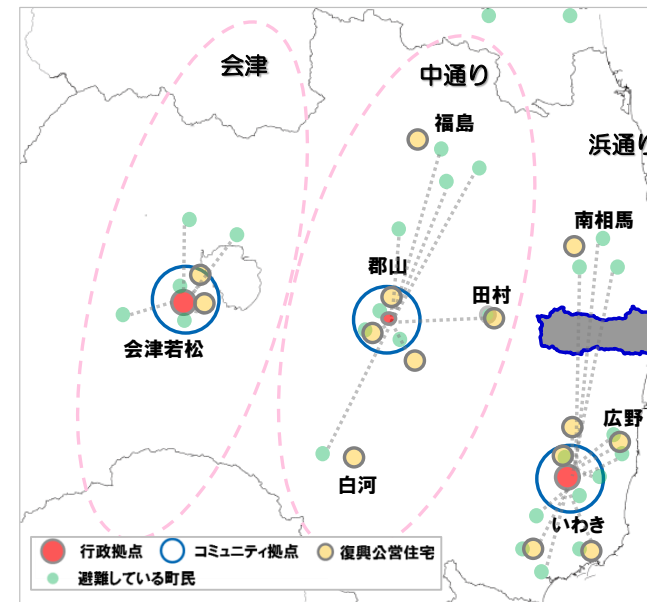 会津
中通り
浜通り
福島
南相馬
郡山
田村
会津若松
広野
白河
いわき
行政拠点
コミュニティ拠点
復興公営住宅
避難している町民